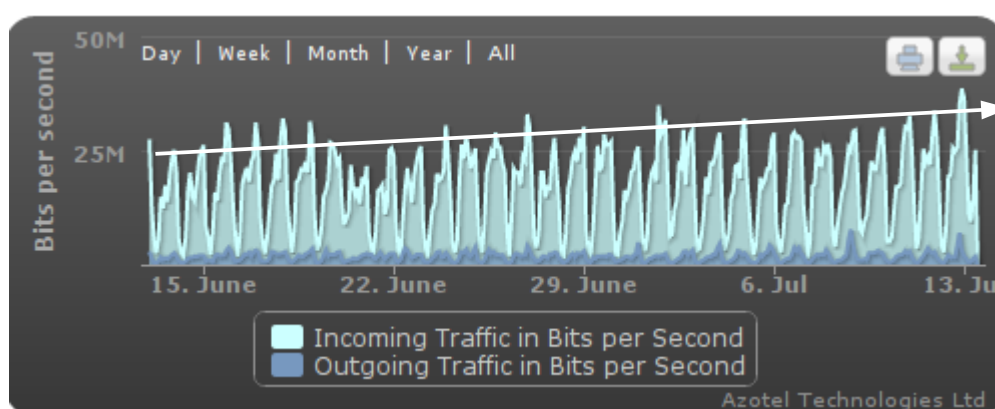 50M
Day | Week | Month | Year | All
Bits per second
25M
15. June 22. June 29. June 6. Jul 13. Ju
Incoming Traffic in Bits per Second
Outgoing Traffic in Bits per Second
Azotel Technologies Ltd